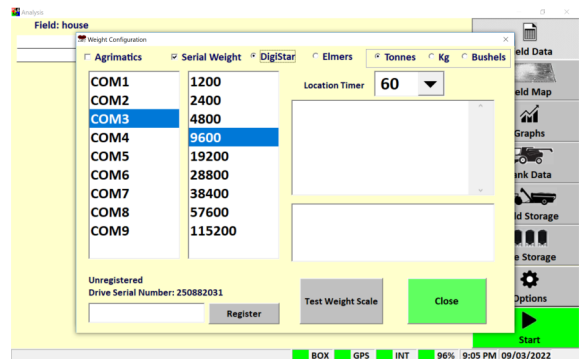 Analysis
Field: house
Weight Configuration
Agrimatics Serial Weight DigiStar Elmers Tonnes Kg Bushels
COM1
COM2
COM3
COM4
COM5
COM6
COM7
COM8
COM9
1200
2400
4800
9600
19200
28800
38400
57600
115200
Location Timer 60
Unregistered
Drive Serial Number: 250882031
Register
Test Weight Scale
Close
eld Data
eld Map
Graphs
nk Data
d Storage
e Storage
Options
Start
BOX GPS INT 96% 9:05 PM 09/03/2022